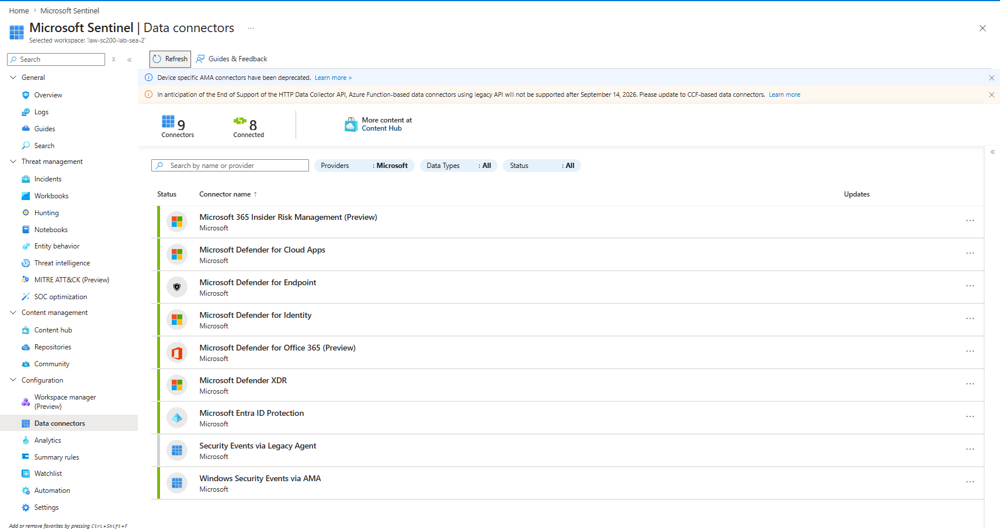 Home > Microsoft Sentinel
Microsoft Sentinel | Data connectors ...
Selected workspace: 'law-sc200-lab-sea-2'
Search
General
Overview
Logs
Guides
Search
Threat management
Incidents
Workbooks
Hunting
Notebooks
Entity behavior
Threat intelligence
MITRE ATT&CK (Preview)
SOC optimization
Content management
Content hub
Repositories
Community
Configuration
Workspace manager
(Preview)
Data connectors
Analytics
Summary rules
Watchlist
Automation
Settings
Add or remove favorites by pressing Ctrl+Shift+F
Refresh Guides & Feedback
Device specific AMA connectors have been deprecated. Learn more >
In anticipation of the End of Support of the HTTP Data Collector API, Azure Function-based data connectors using legacy API will not be supported after September 14, 2026. Please update to CCF-based data connectors. Learn more
9
Connectors
8
Connected
More content at
Content Hub
Search by name or provider
Providers : Microsoft
Data Types : All
Status : All
Status Connector name ↑ Updates
Microsoft 365 Insider Risk Management (Preview)
Microsoft
Microsoft Defender for Cloud Apps
Microsoft
Microsoft Defender for Endpoint
Microsoft
Microsoft Defender for Identity
Microsoft
Microsoft Defender for Office 365 (Preview)
Microsoft
Microsoft Defender XDR
Microsoft
Microsoft Entra ID Protection
Microsoft
Security Events via Legacy Agent
Microsoft
Windows Security Events via AMA
Microsoft